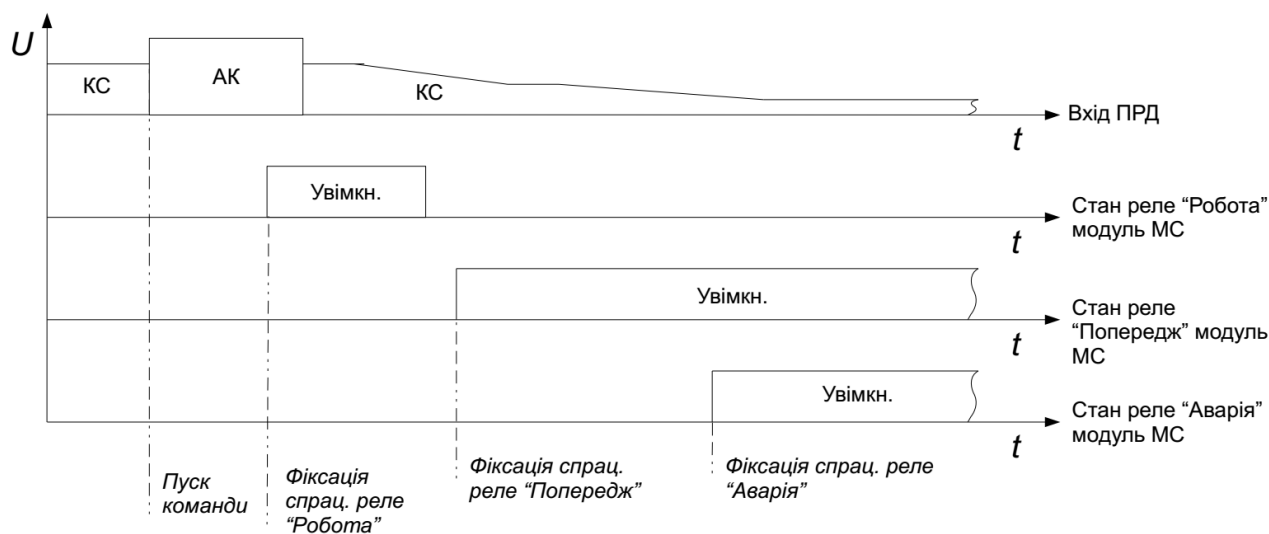 U
КС
АК
КС
Вхід ПРД
t
Увімкн.
Стан реле “Робота”
модуль МС
t
Увімкн.
Стан реле
“Попередж” модуль
МС
t
Увімкн.
Стан реле “Аварія”
модуль МС
t
Пуск
команди
Фіксація
спрац. реле
“Робота”
Фіксація спрац.
реле “Попередж”
Фіксація спрац. реле
“Аварія”